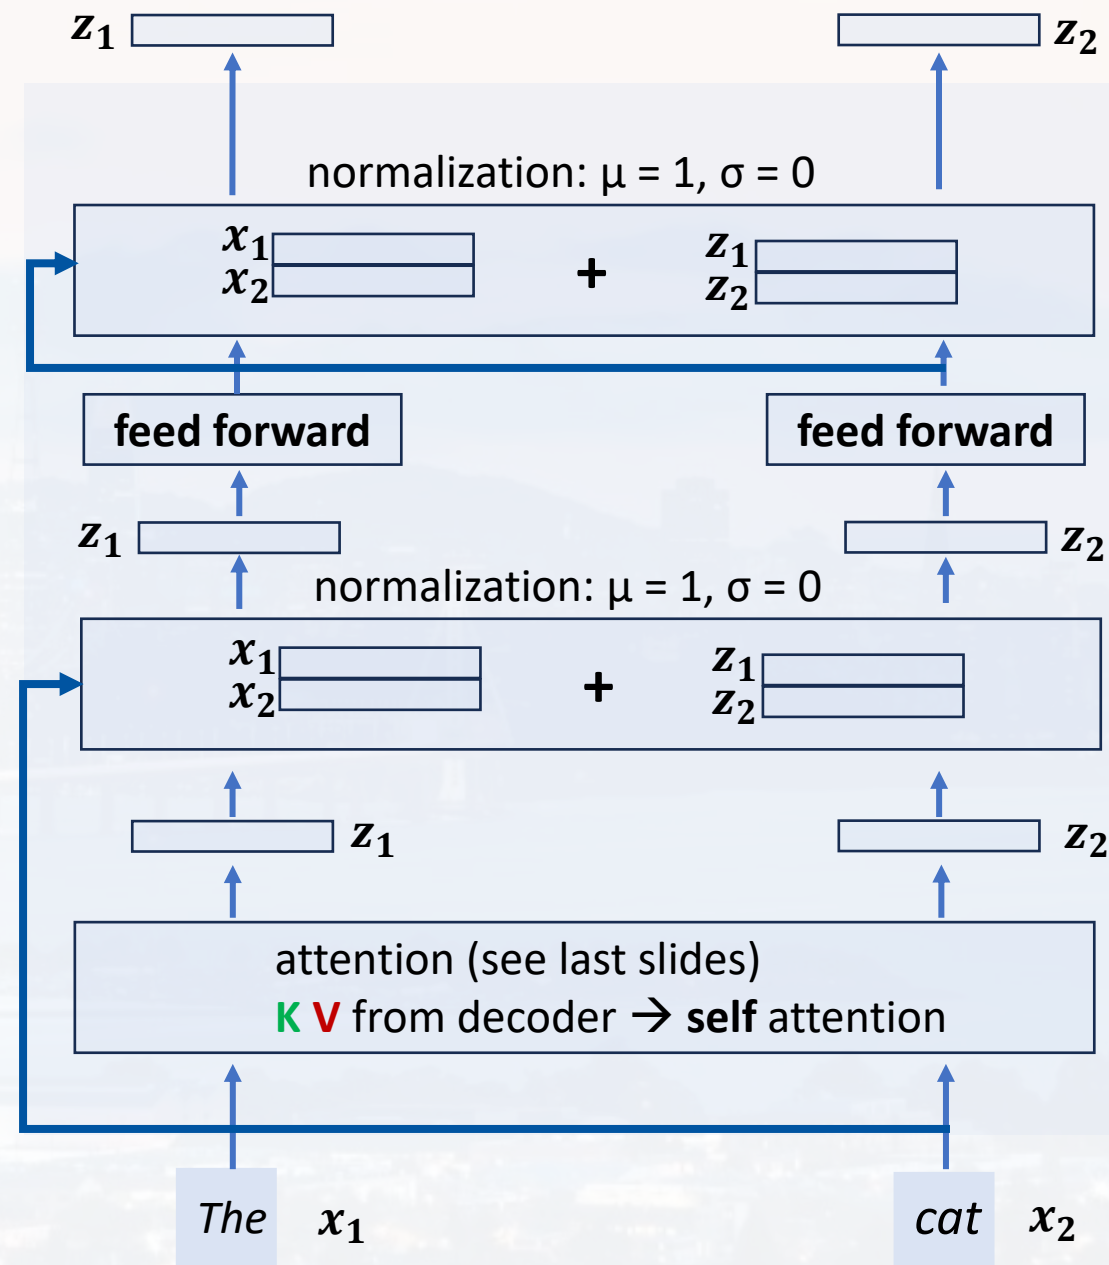 z₁ z₂
normalization: μ = 1, σ = 0
x₁ z₁
x₂ + z₂
feed forward feed forward
z₁ z₂
normalization: μ = 1, σ = 0
x₁ z₁
x₂ + z₂
z₁ z₂
attention (see last slides)
K V from decoder → self attention
The x₁ cat x₂